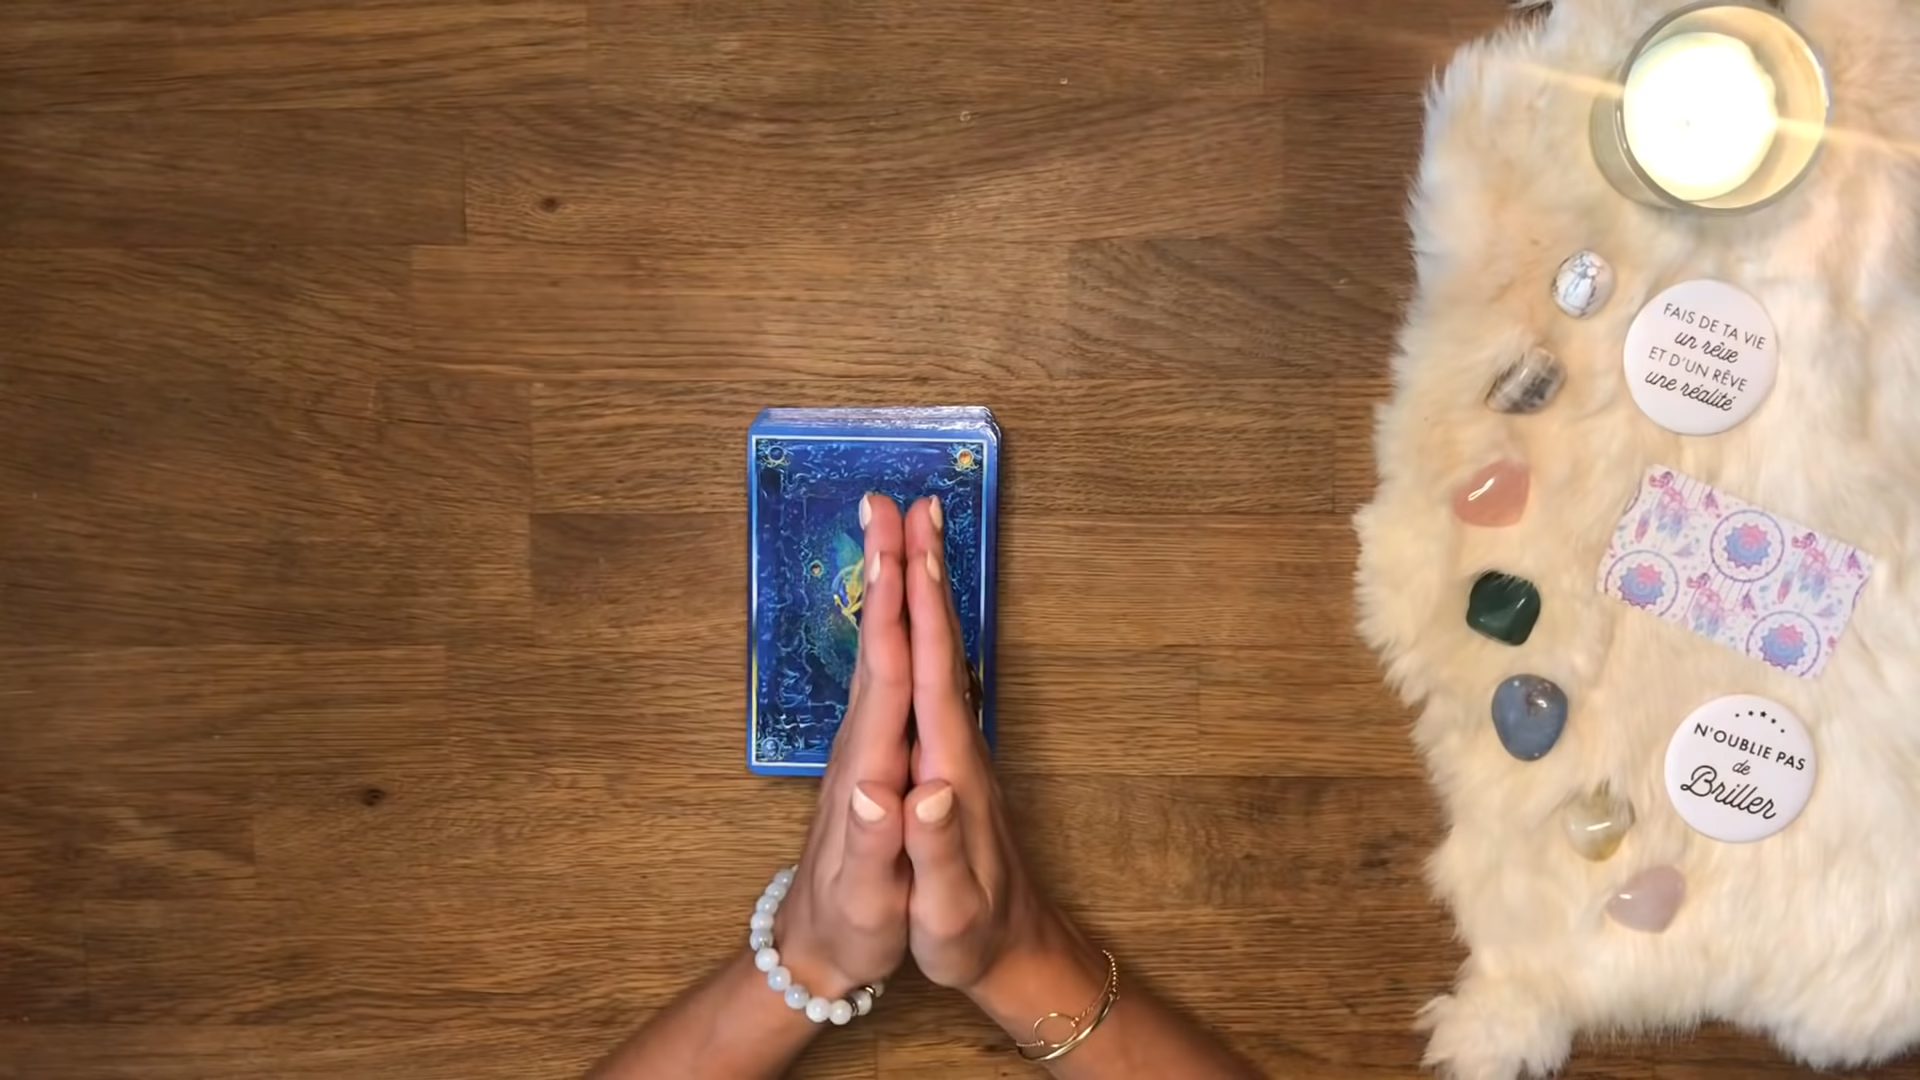 FAIS DE TA VIE
un rêve
ET D'UN RÊVE
une réalité
N'OUBLIE PAS
de
Briller